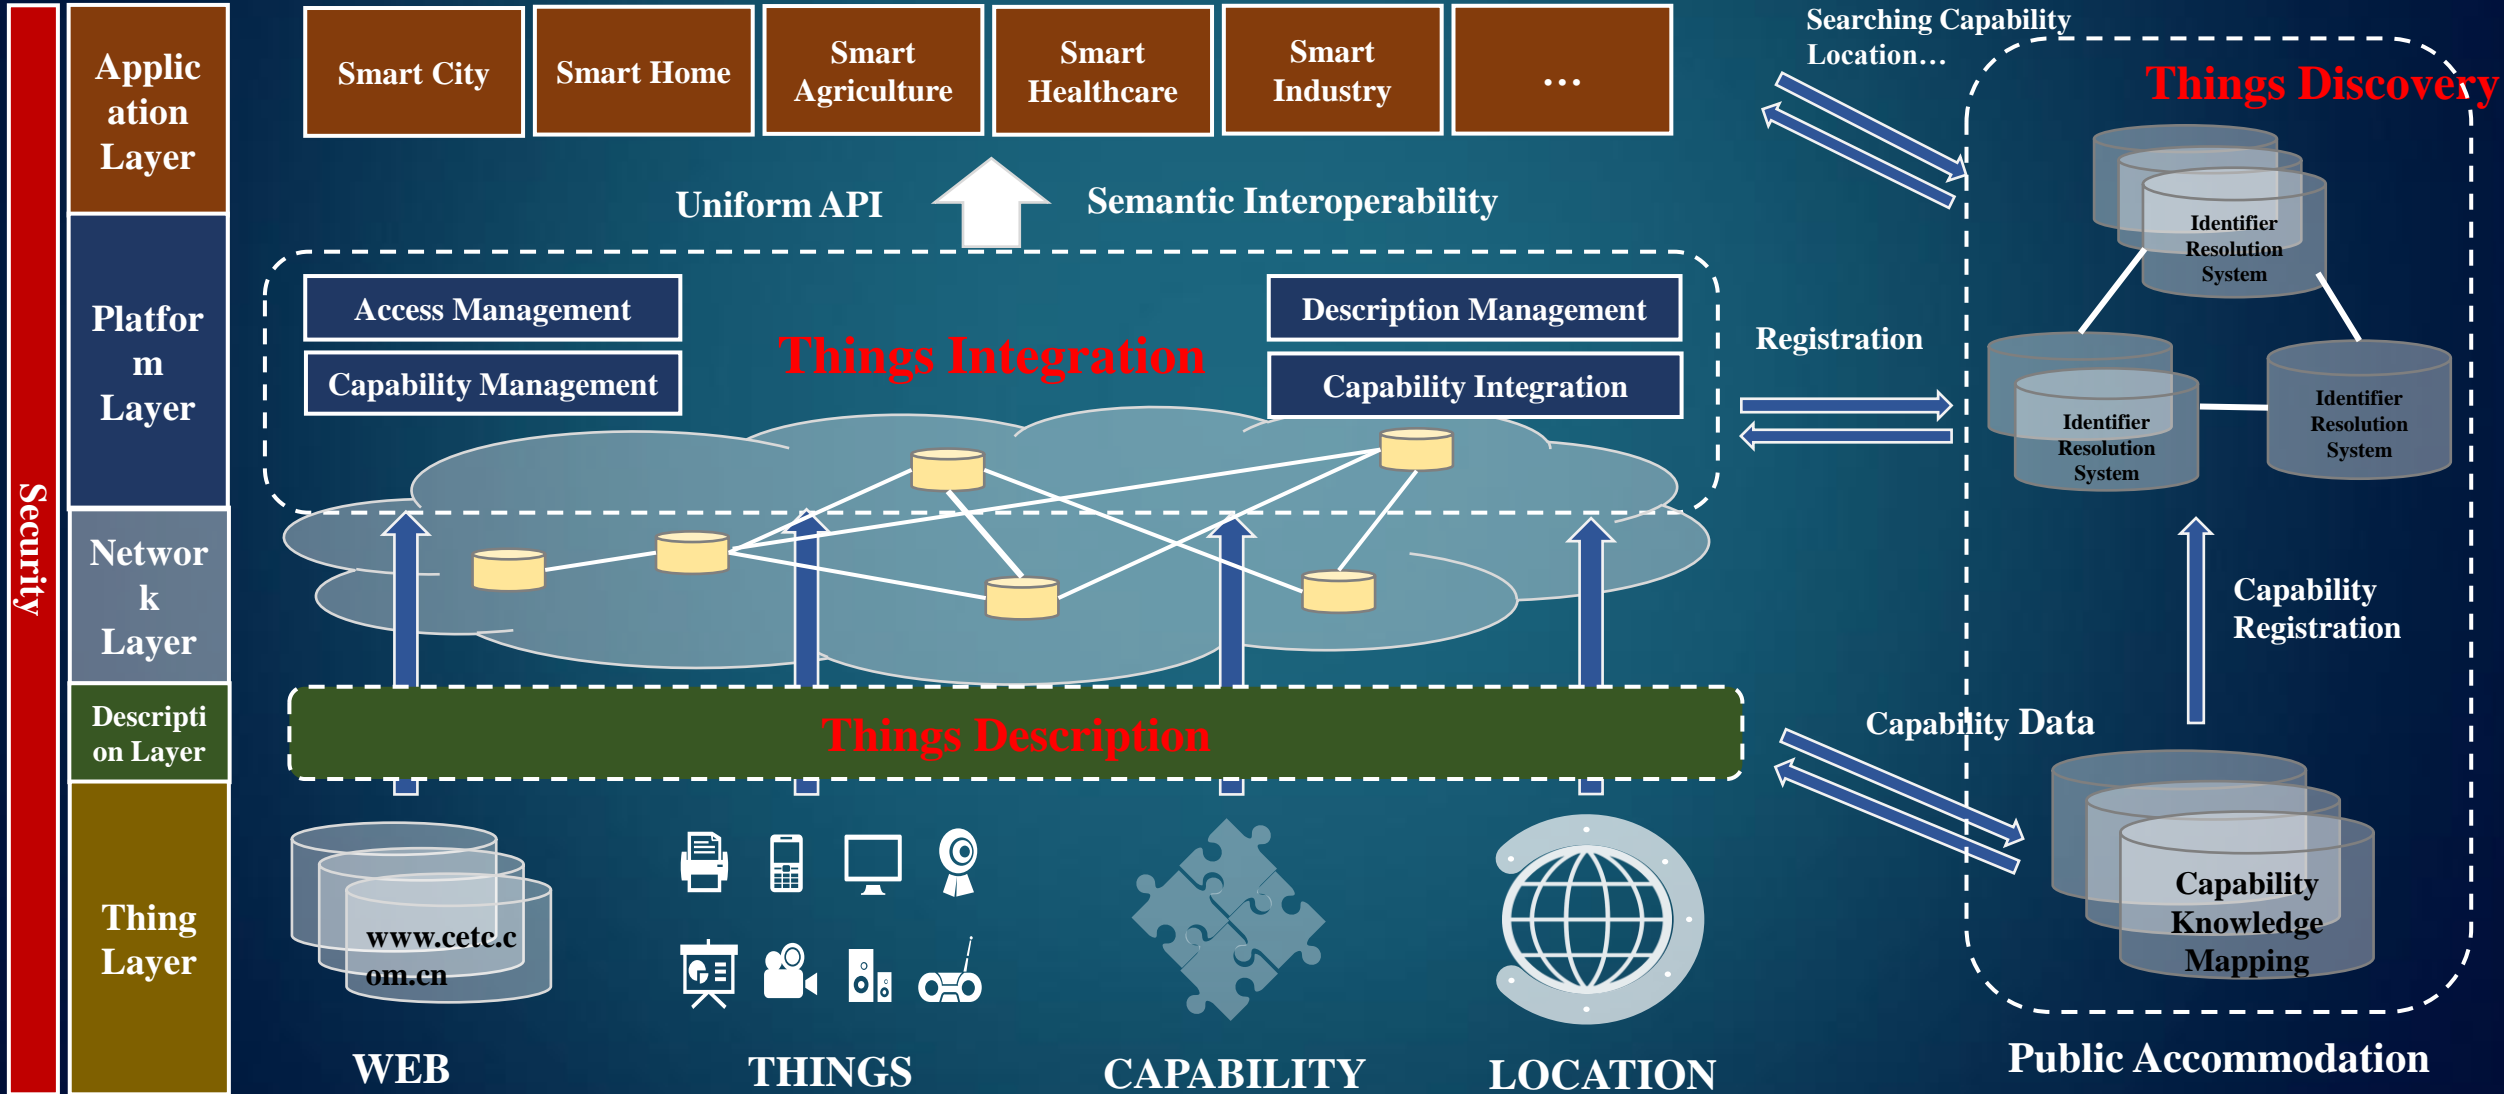 Security
Applic
ation
Layer
Platfor
m
Layer
Networ
k
Layer
Descripti
on Layer
Thing
Layer
Smart City
Smart Home
Smart
Agriculture
Smart
Healthcare
Smart
Industry
...
Uniform API
Semantic Interoperability
Access Management
Capability Management
Things Integration
Description Management
Capability Integration
Things Description
www.cetc.c
om.cn
WEB
THINGS
CAPABILITY
LOCATION
Searching Capability
Location...
Things Discovery
Identifier
Resolution
System
Registration
Identifier
Resolution
System
Identifier
Resolution
System
Capability
Registration
Capability Data
Capability
Knowledge
Mapping
Public Accommodation